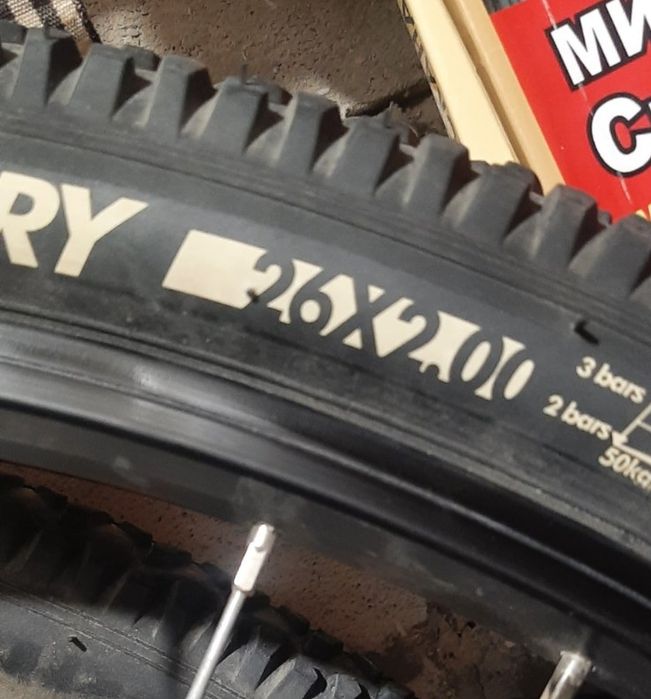 МИ
С
RY 26X2.00
3 bars
2 bars
50kg